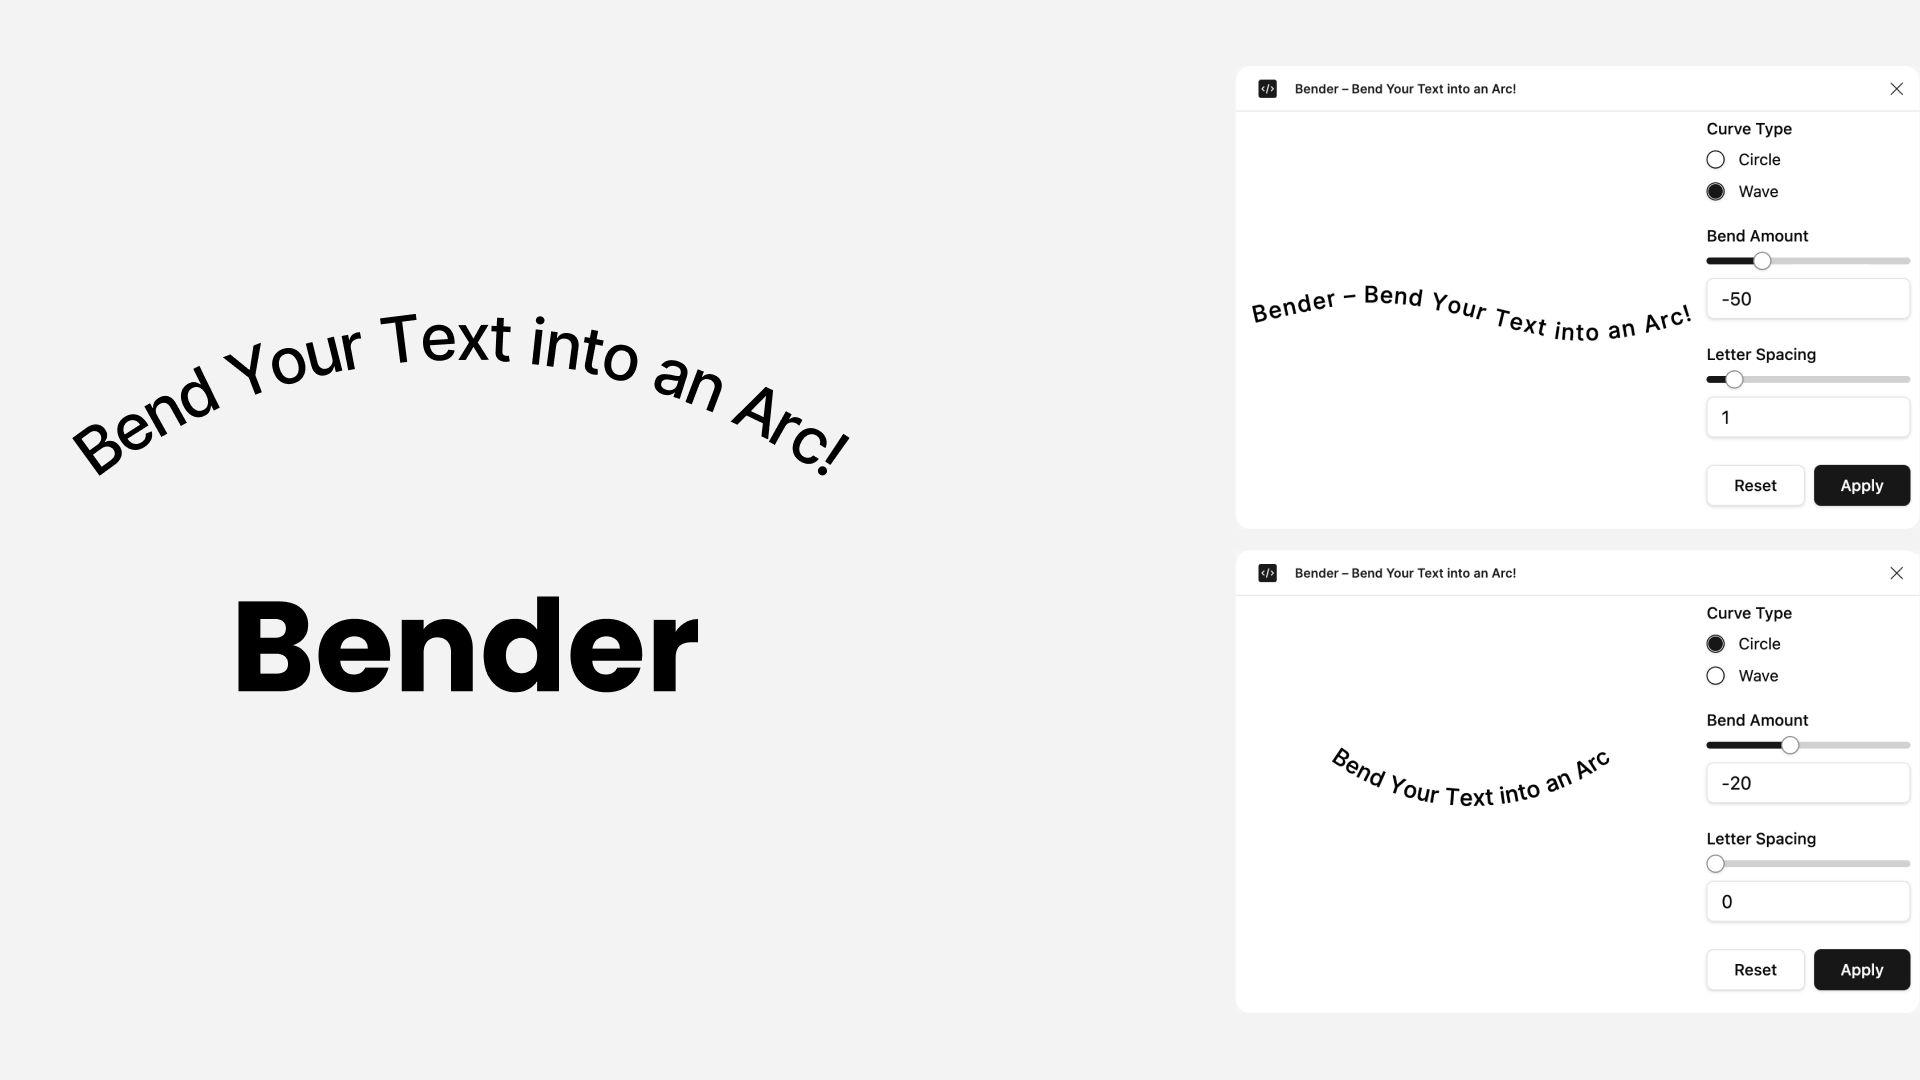 Bend Your Text into an Arc!
Bender
Bender – Bend Your Text into an Arc!
Bender – Bend Your Text into an Arc!
Curve Type
Circle
Wave
Bend Amount
-50
Letter Spacing
1
Reset
Apply
Bender – Bend Your Text into an Arc!
Bend Your Text into an Arc
Curve Type
Circle
Wave
Bend Amount
-20
Letter Spacing
0
Reset
Apply